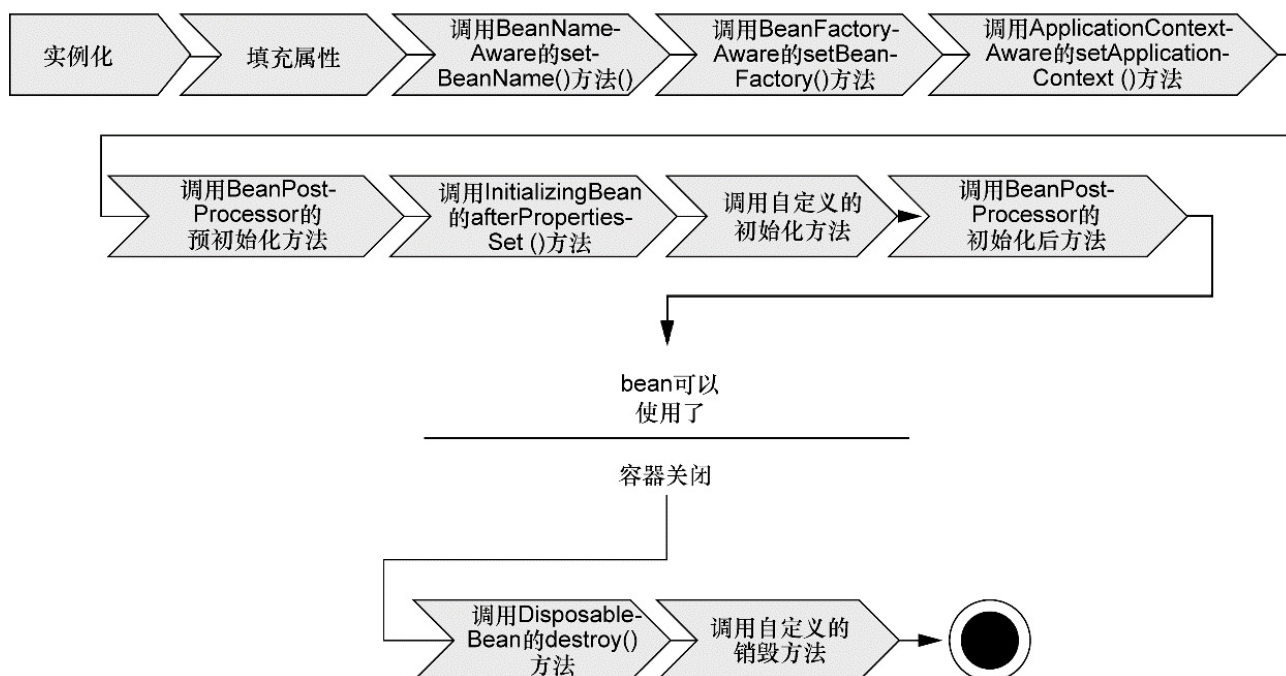 实例化
填充属性
调用BeanName-
Aware的set-
BeanName()方法()
调用BeanFactory-
Aware的setBean-
Factory()方法
调用ApplicationContext-
Aware的setApplication-
Context ()方法
调用BeanPost-
Processor的
预初始化方法
调用InitializingBean
的afterProperties-
Set ()方法
调用自定义的
初始化方法
调用BeanPost-
Processor的
初始化后方法
bean可以
使用了
容器关闭
调用Disposable-
Bean的destroy()
方法
调用自定义的
销毁方法